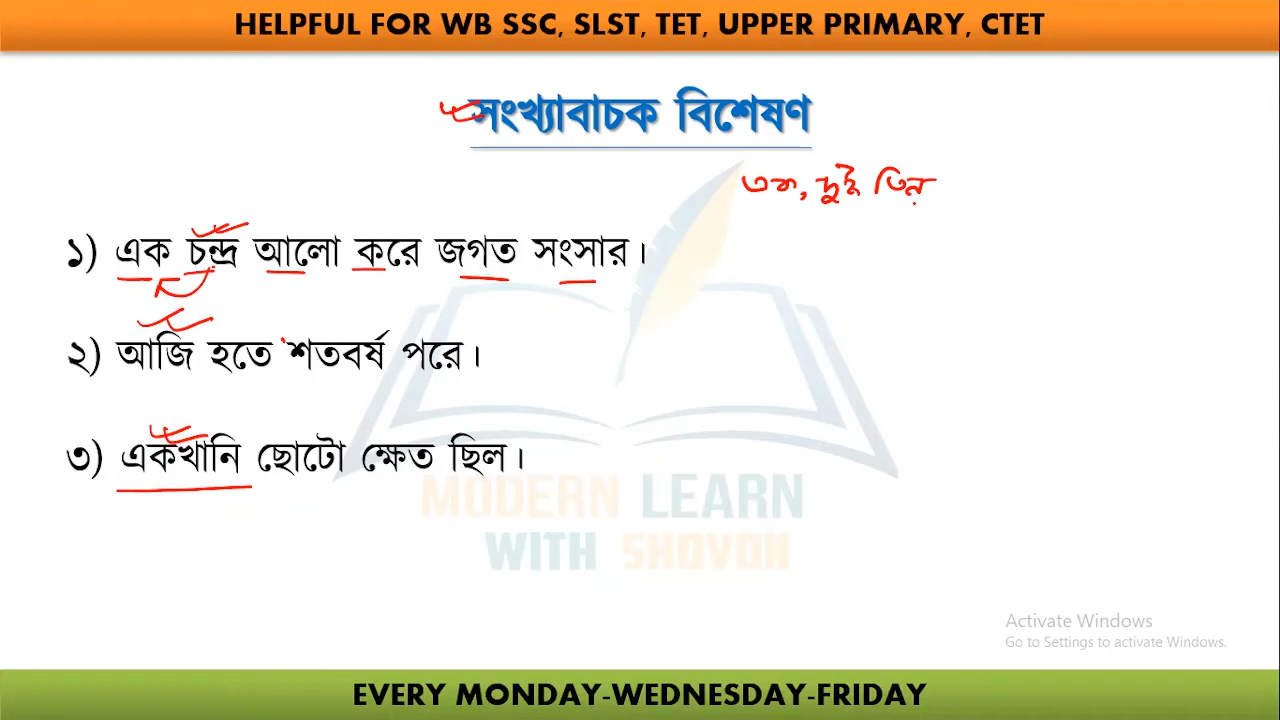 HELPFUL FOR WB SSC, SLST, TET, UPPER PRIMARY, CTET
সংখ্যাবাচক বিশেষণ
এক, দুই তিন
১) এক চন্দ্র আলো করে জগত সংসার।
২) আজি হতে শতবর্ষ পরে।
৩) একখানি ছোটো ক্ষেত ছিল।
MODERN LEARN
WITH SHOVON
Activate Windows
Go to Settings to activate Windows.
EVERY MONDAY-WEDNESDAY-FRIDAY